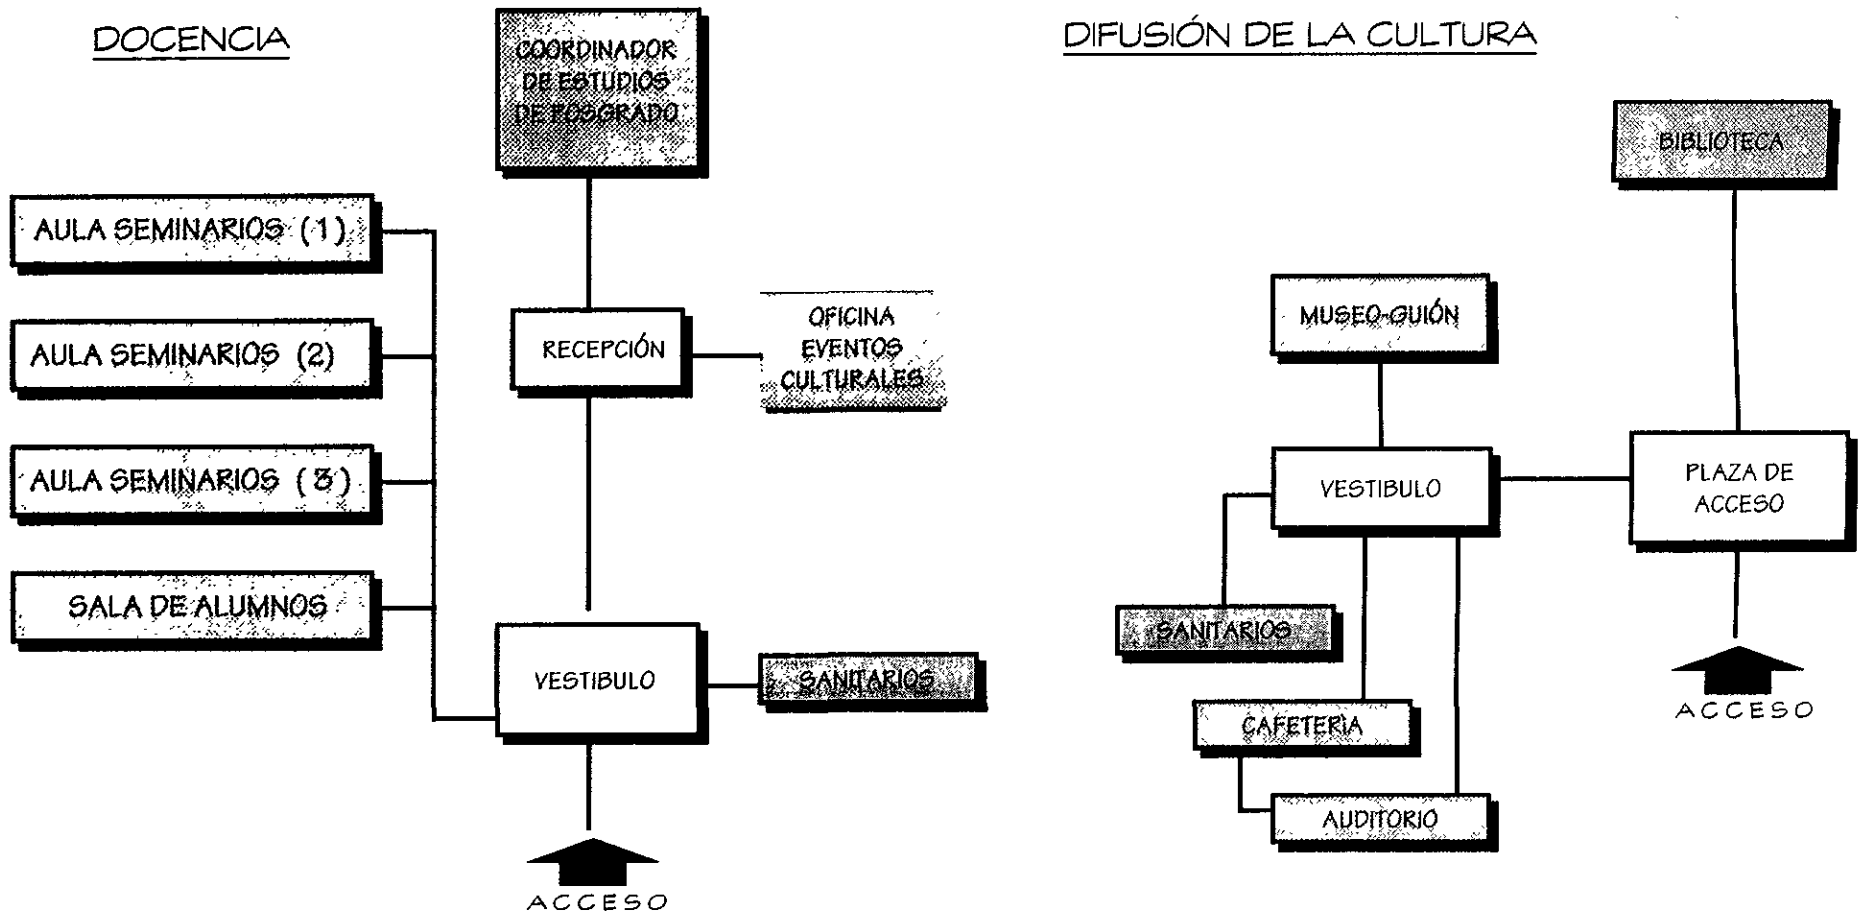 DOCENCIA
COORDINADOR
DE ESTUDIOS
DE POSGRADO
AULA SEMINARIOS (1)
AULA SEMINARIOS (2)
AULA SEMINARIOS (3)
SALA DE ALUMNOS
RECEPCIÓN
OFICINA
EVENTOS
CULTURALES
VESTIBULO
SANITARIOS
ACCESO
DIFUSIÓN DE LA CULTURA
BIBLIOTECA
MUSEO-GUIÓN
VESTIBULO
PLAZA DE
ACCESO
SANITARIOS
CAFETERIA
AUDITORIO
ACCESO